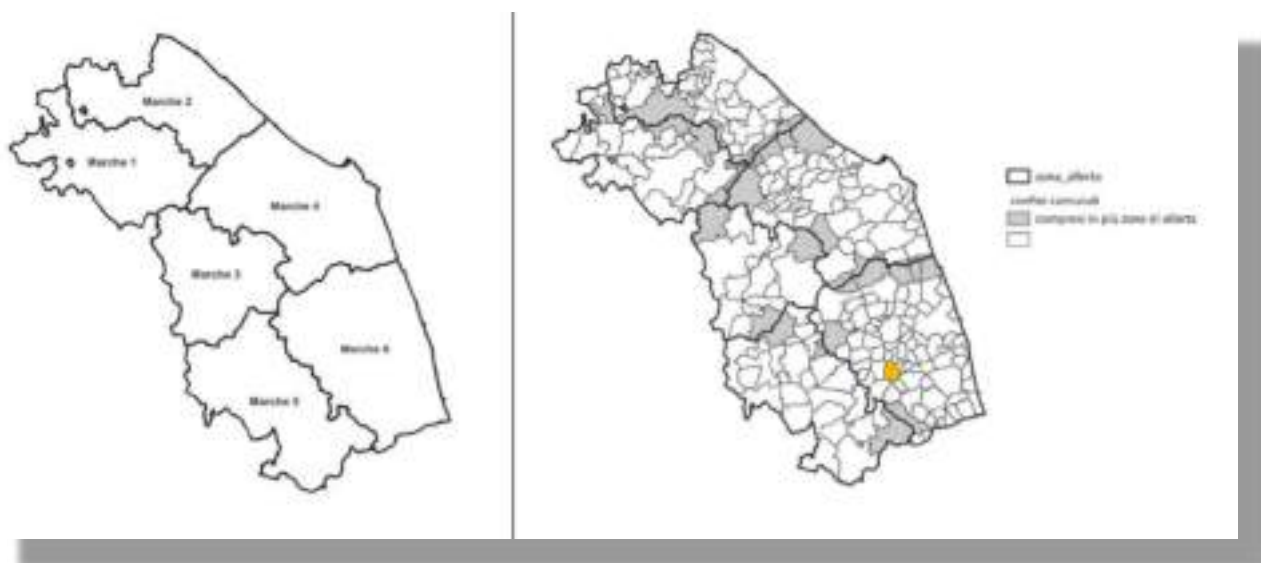 Marche 2
Marche 1
Marche 4
Marche 3
Marche 6
Marche 5
zona_allerta
confini comunali
compresi in più zone di allerta